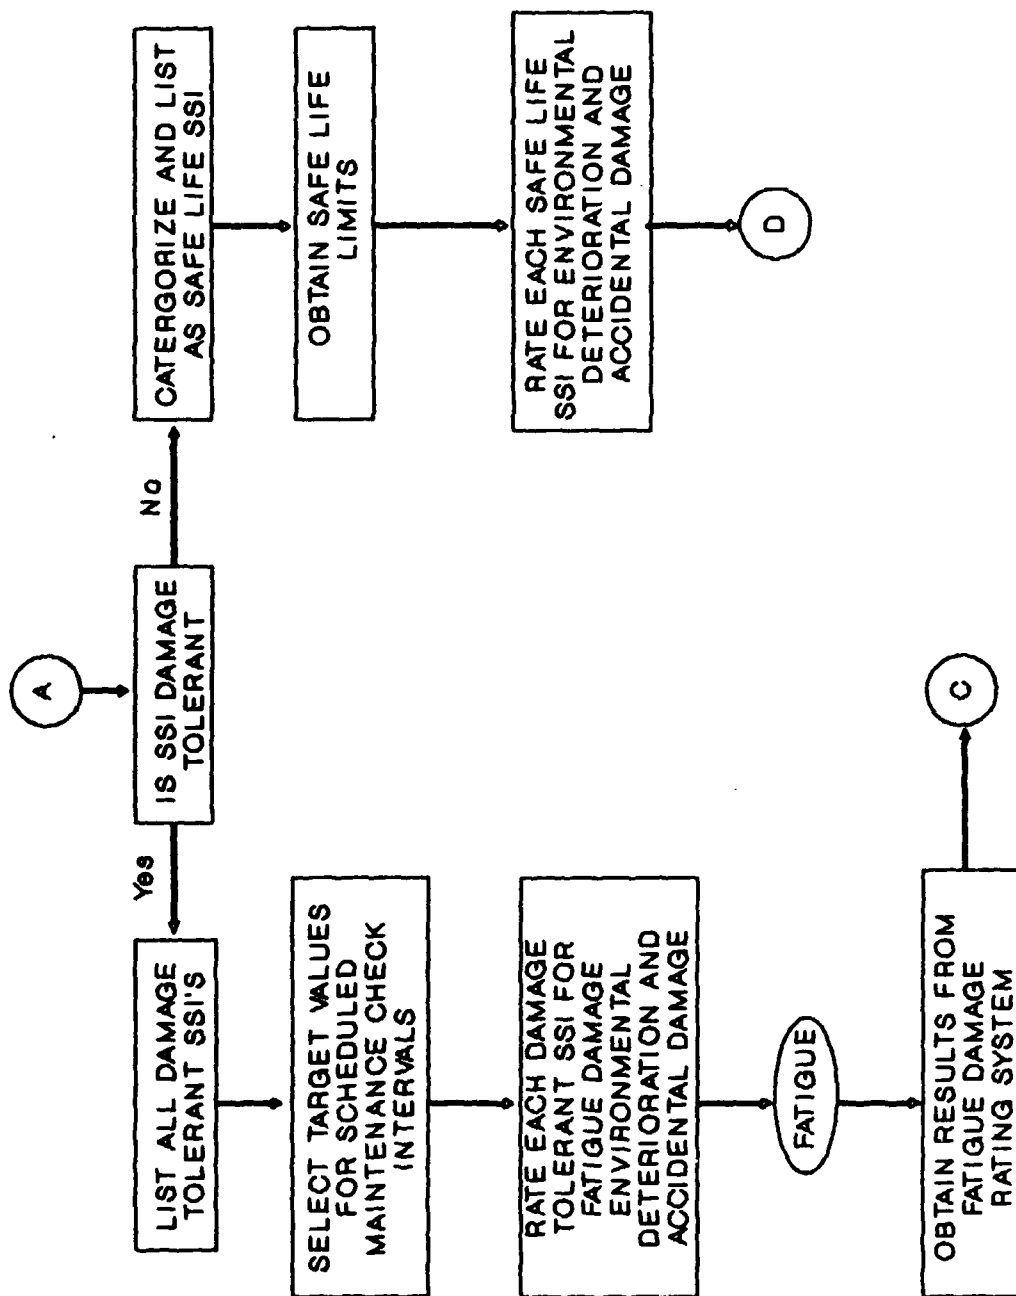 A
IS SSI DAMAGE
TOLERANT
Yes
No
LIST ALL DAMAGE
TOLERANT SSI'S
SELECT TARGET VALUES
FOR SCHEDULED
MAINTENANCE CHECK
INTERVALS
RATE EACH DAMAGE
TOLERANT SSI FOR
FATIGUE DAMAGE
ENVIRONMENTAL
DETERIORATION AND
ACCIDENTAL DAMAGE
FATIGUE
OBTAIN RESULTS FROM
FATIGUE DAMAGE
RATING SYSTEM
C
CATERGORIZE AND LIST
AS SAFE LIFE SSI
OBTAIN SAFE LIFE
LIMITS
RATE EACH SAFE LIFE
SSI FOR ENVIRONMENTAL
DETERIORATION AND
ACCIDENTAL DAMAGE
D